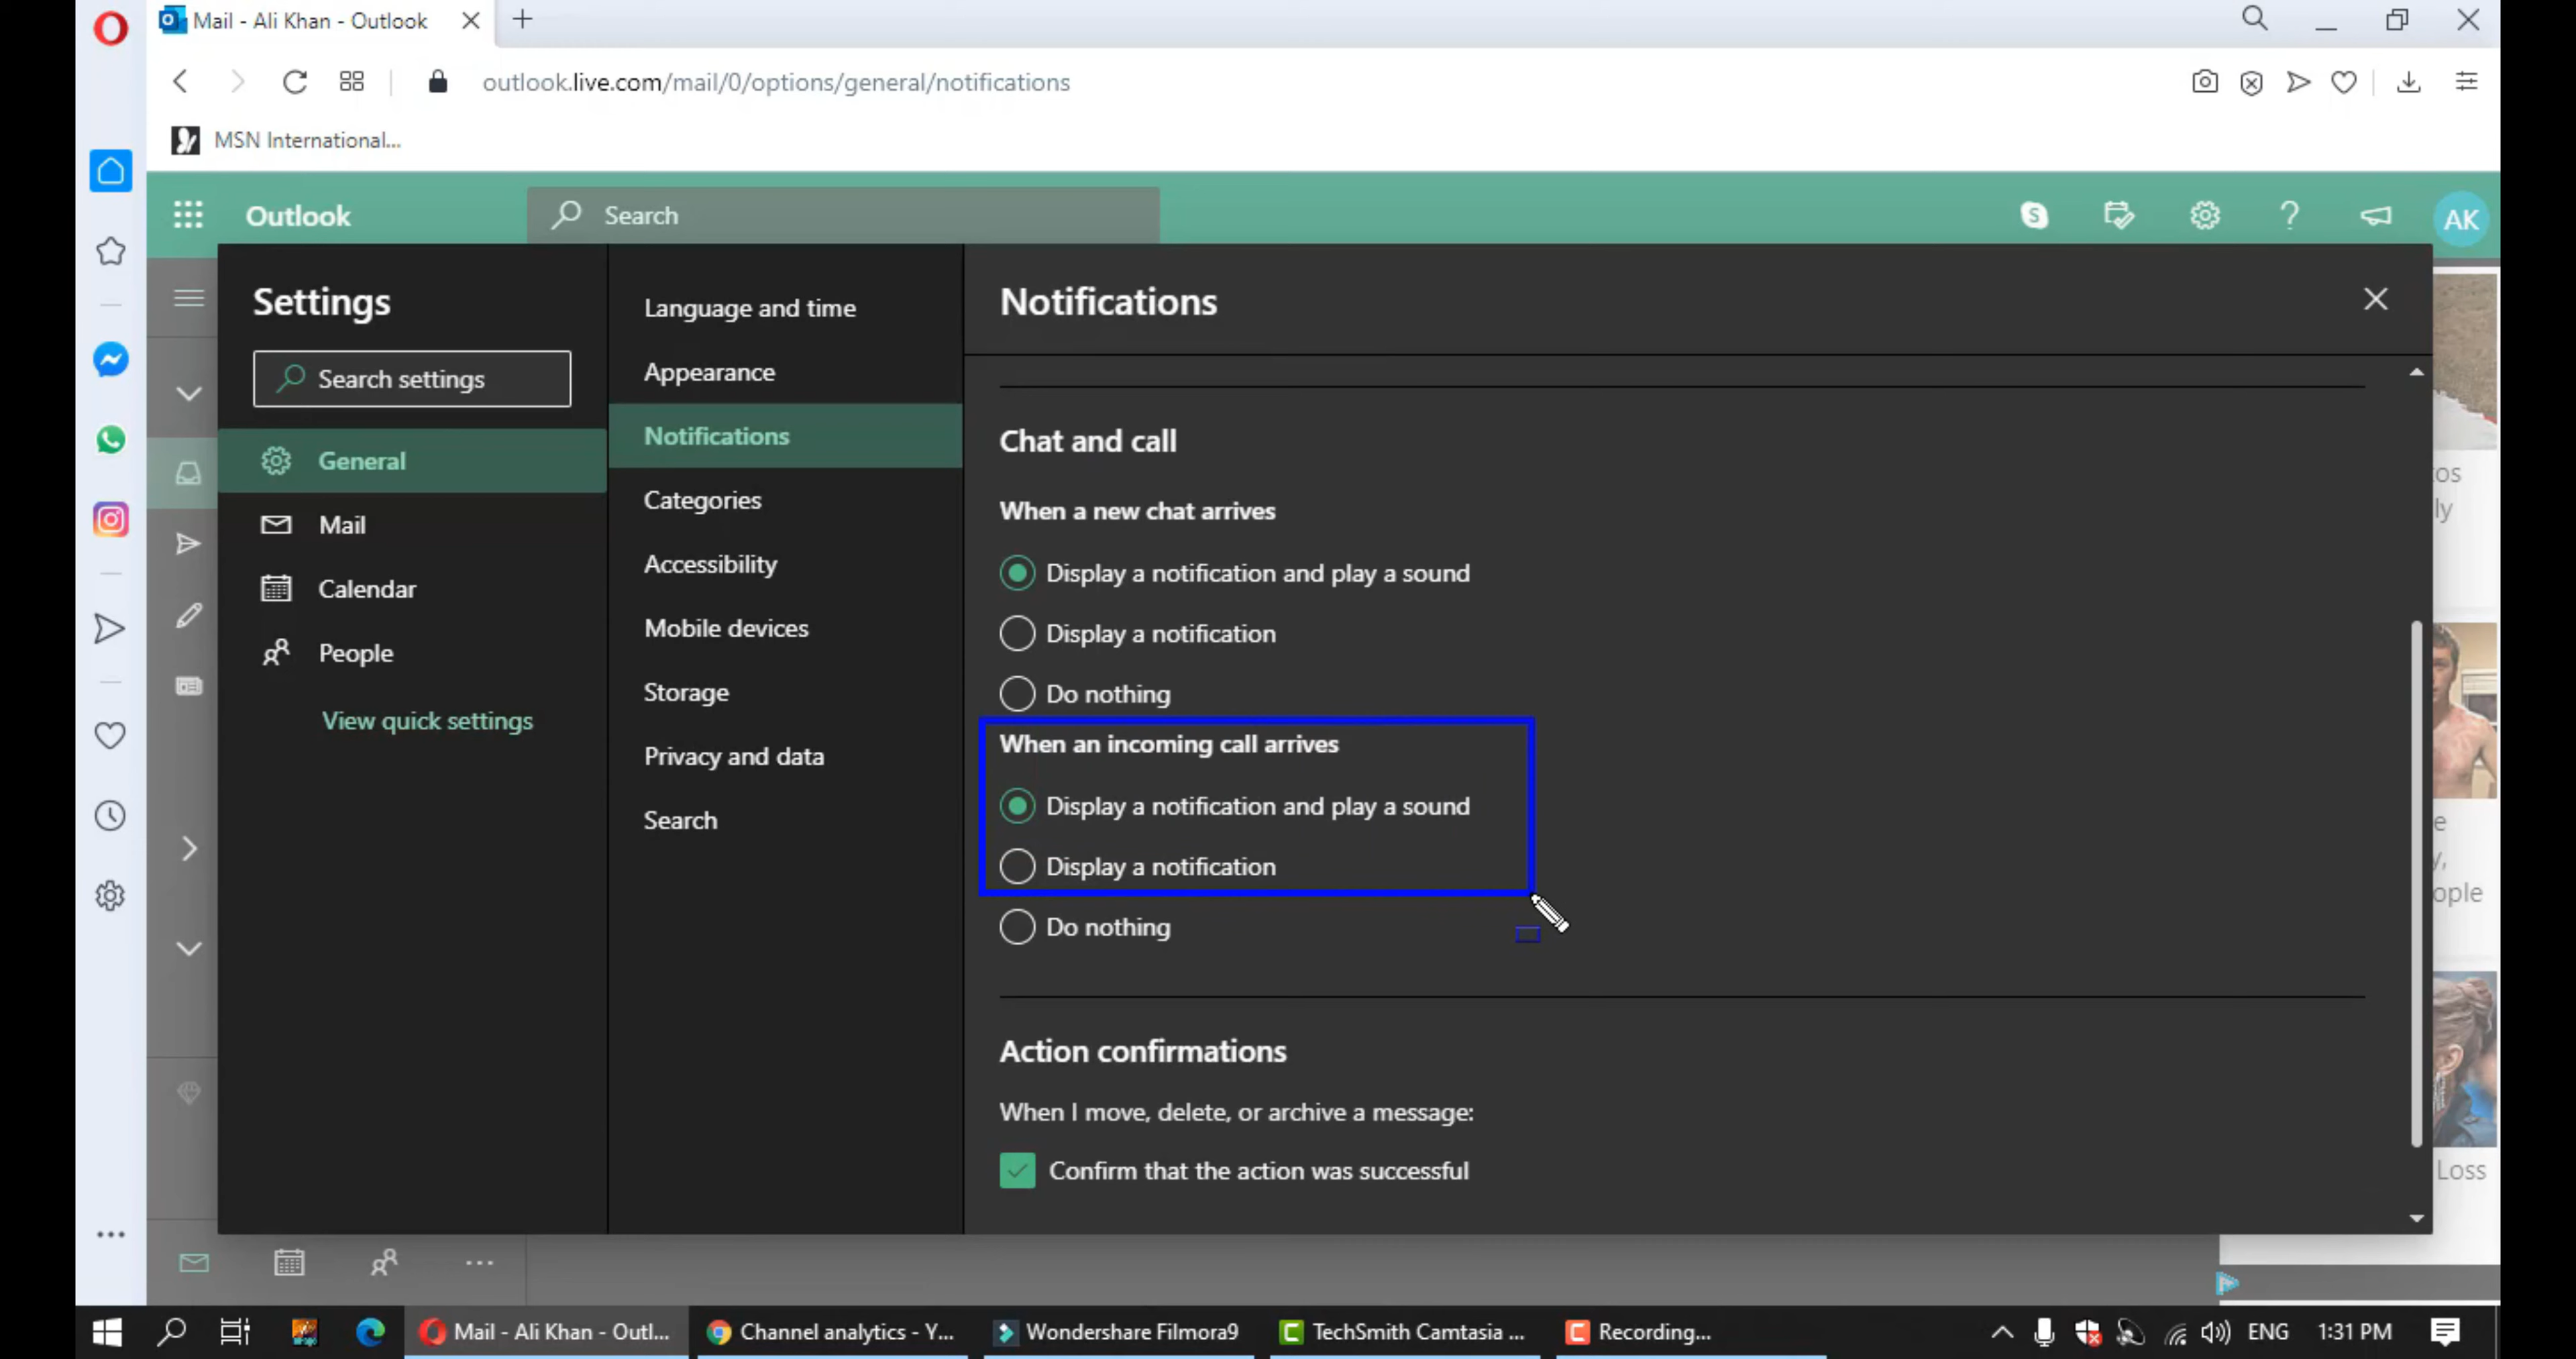 Mail - Ali Khan - Outlook
outlook.live.com/mail/0/options/general/notifications
MSN International...
Outlook
Search
AK
Settings
Search settings
General
Mail
Calendar
People
View quick settings
Language and time
Appearance
Notifications
Categories
Accessibility
Mobile devices
Storage
Privacy and data
Search
Notifications
Chat and call
When a new chat arrives
Display a notification and play a sound
Display a notification
Do nothing
When an incoming call arrives
Display a notification and play a sound
Display a notification
Do nothing
Action confirmations
When I move, delete, or archive a message:
Confirm that the action was successful
tos
ly
e
y,
ople
Loss
Mail - Ali Khan - Outl...
Channel analytics - Y...
Wondershare Filmora9
TechSmith Camtasia ...
Recording...
ENG
1:31 PM